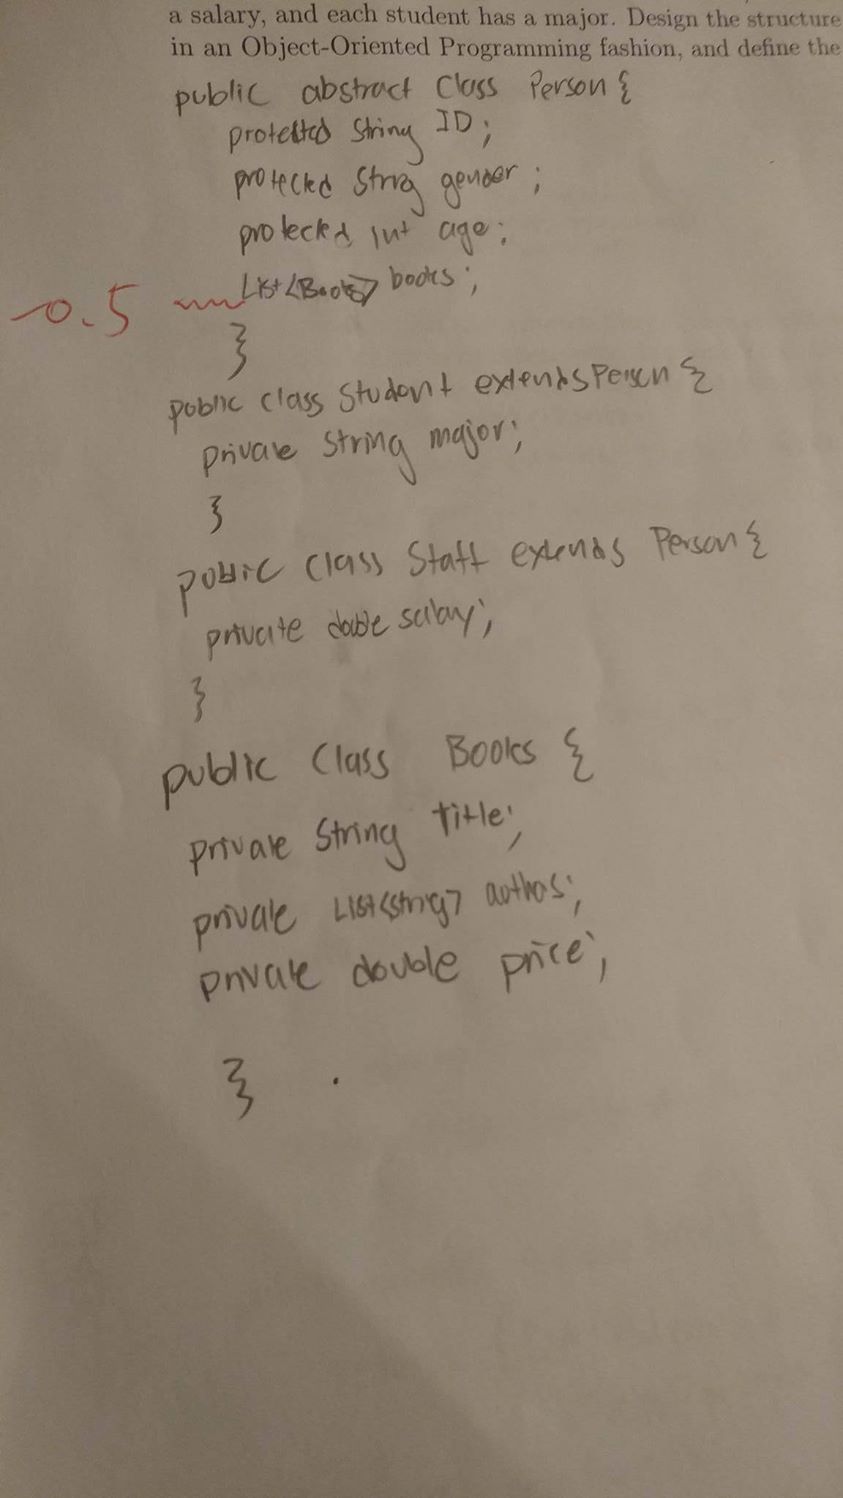 a salary, and each student has a major. Design the structure
in an Object-Oriented Programming fashion, and define the
public abstract Class Person {
protected String ID;
protected String gender;
protected int age;
-0.5 List<Books> books;
}
public class Student extends Person {
private String major;
}
public class Staff extends Person {
private double salary;
}
public Class Books {
private String Title;
private List<String> authos;
private double price;
}